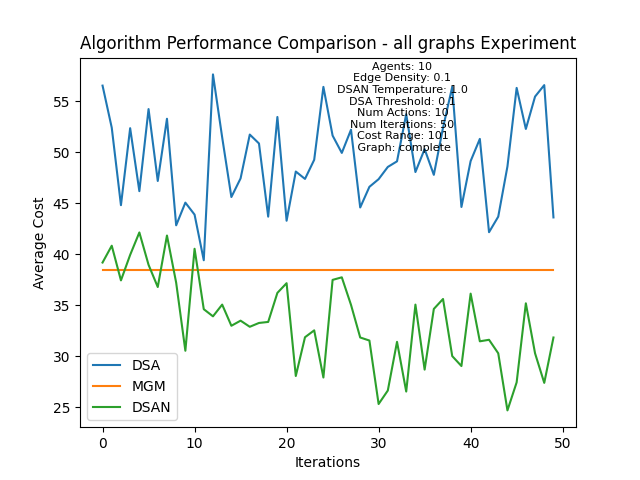 Algorithm Performance Comparison - all graphs Experiment
Agents: 10
Edge Density: 0.1
DSAN Temperature: 1.0
DSA Threshold: 0.1
Num Actions: 10
Num Iterations: 50
Cost Range: 101
Graph: complete
Average Cost
55
50
45
40
35
30
25
DSA
MGM
DSAN
0
10
20
30
40
50
Iterations